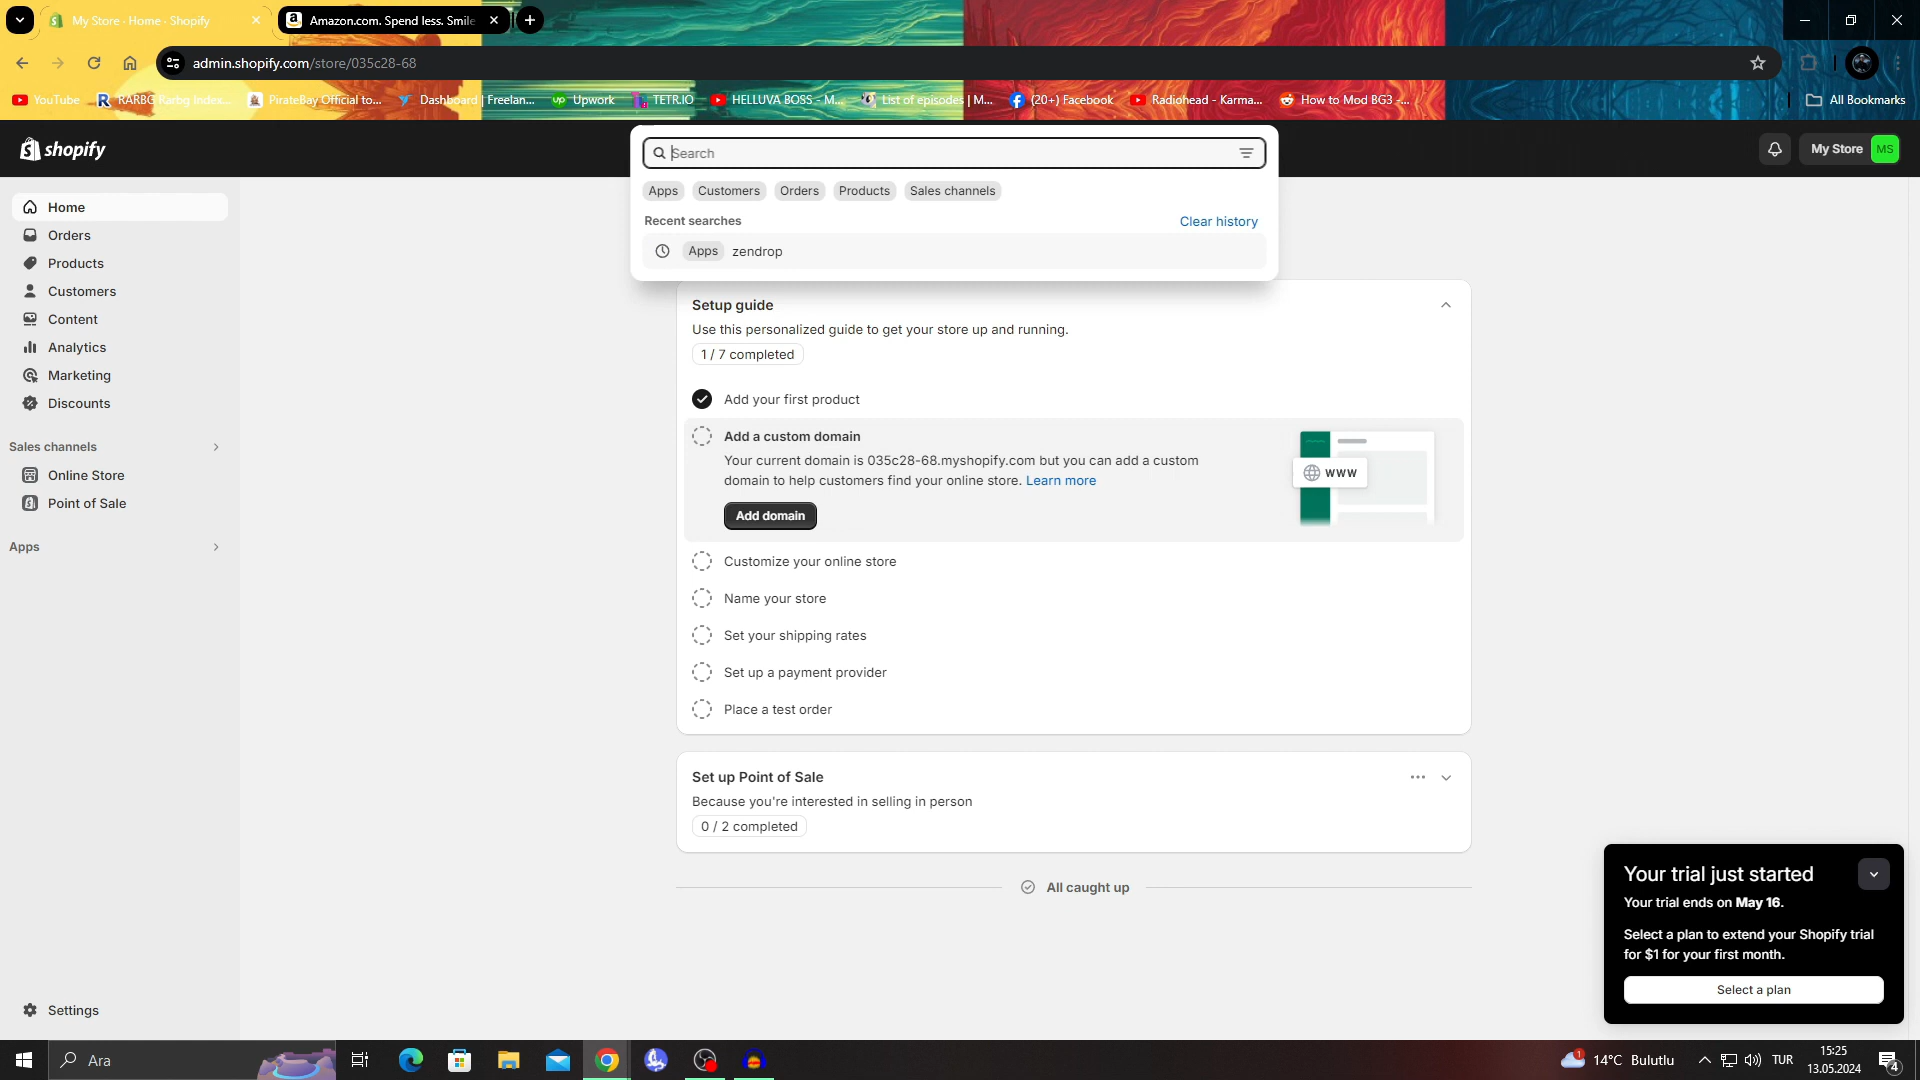 My Store · Home · Shopify
Amazon.com. Spend less. Smile
admin.shopify.com/store/035c28-68
YouTube
RARBG Rarbg Index...
PirateBay Official to...
Dashboard | Freelan...
Upwork
TETR.IO
HELLUVA BOSS - M...
List of episodes | M...
(20+) Facebook
Radiohead - Karma...
How to Mod BG3 -...
All Bookmarks
shopify
Search
My Store
MS
Apps
Customers
Orders
Products
Sales channels
Recent searches
Clear history
Apps
zendrop
Home
Orders
Products
Customers
Content
Analytics
Marketing
Discounts
Sales channels
Online Store
Point of Sale
Apps
Settings
Setup guide
Use this personalized guide to get your store up and running.
1 / 7 completed
Add your first product
Add a custom domain
Your current domain is 035c28-68.myshopify.com but you can add a custom
domain to help customers find your online store. Learn more
Add domain
WWW
Customize your online store
Name your store
Set your shipping rates
Set up a payment provider
Place a test order
Set up Point of Sale
Because you're interested in selling in person
0 / 2 completed
All caught up
Your trial just started
Your trial ends on May 16.
Select a plan to extend your Shopify trial
for $1 for your first month.
Select a plan
Ara
1
14°C Bulutlu
TUR
15:25
13.05.2024
4